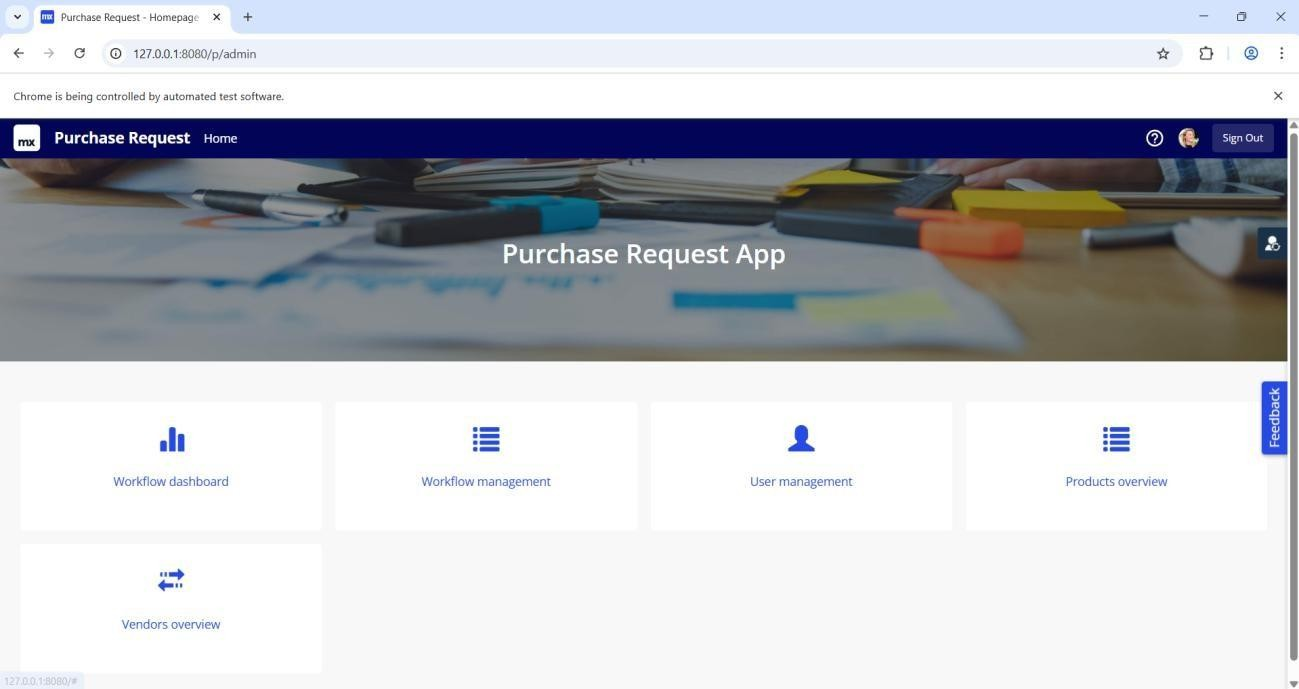 mx Purchase Request - Homepage
127.0.0.1:8080/p/admin
Chrome is being controlled by automated test software.
mx Purchase Request Home Sign Out
Purchase Request App
Feedback
Workflow dashboard Workflow management User management Products overview
Vendors overview
127.0.0.1:8080/#